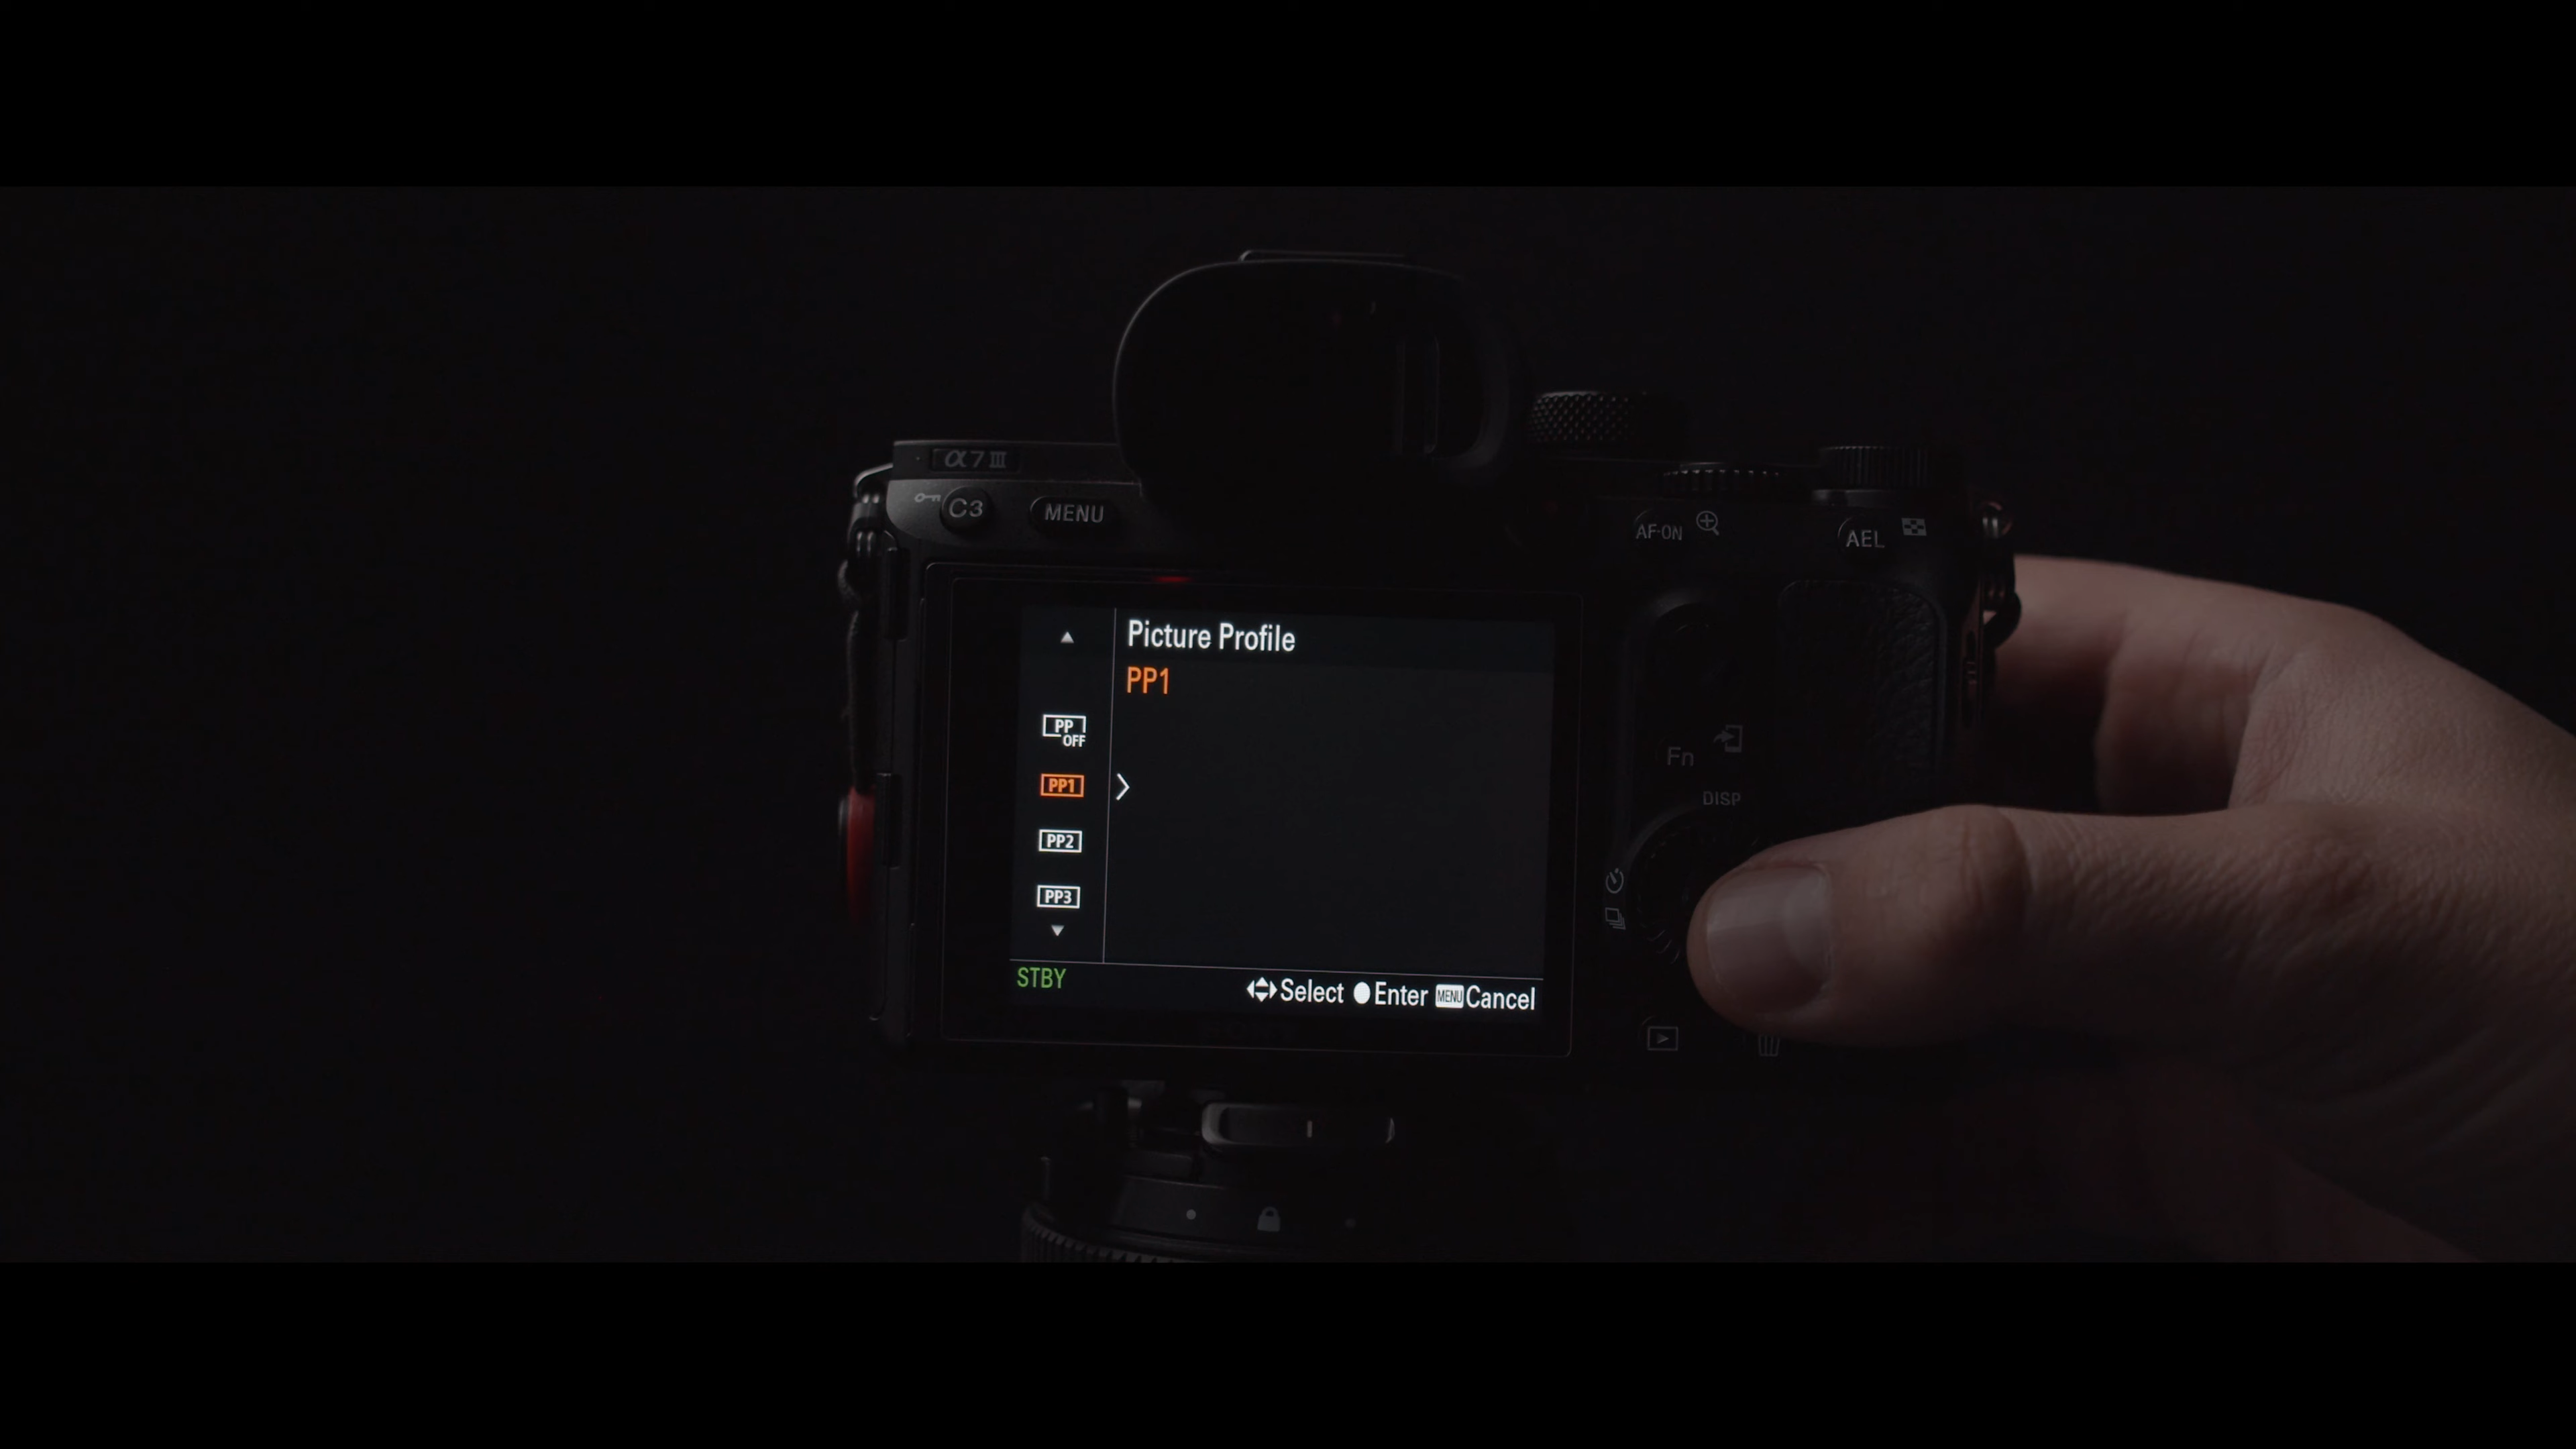 α7III
C3
MENU
AF-ON
AEL
Picture Profile
PP1
PP OFF
PP1
PP2
PP3
Fn
DISP
STBY
Select Enter MENU Cancel